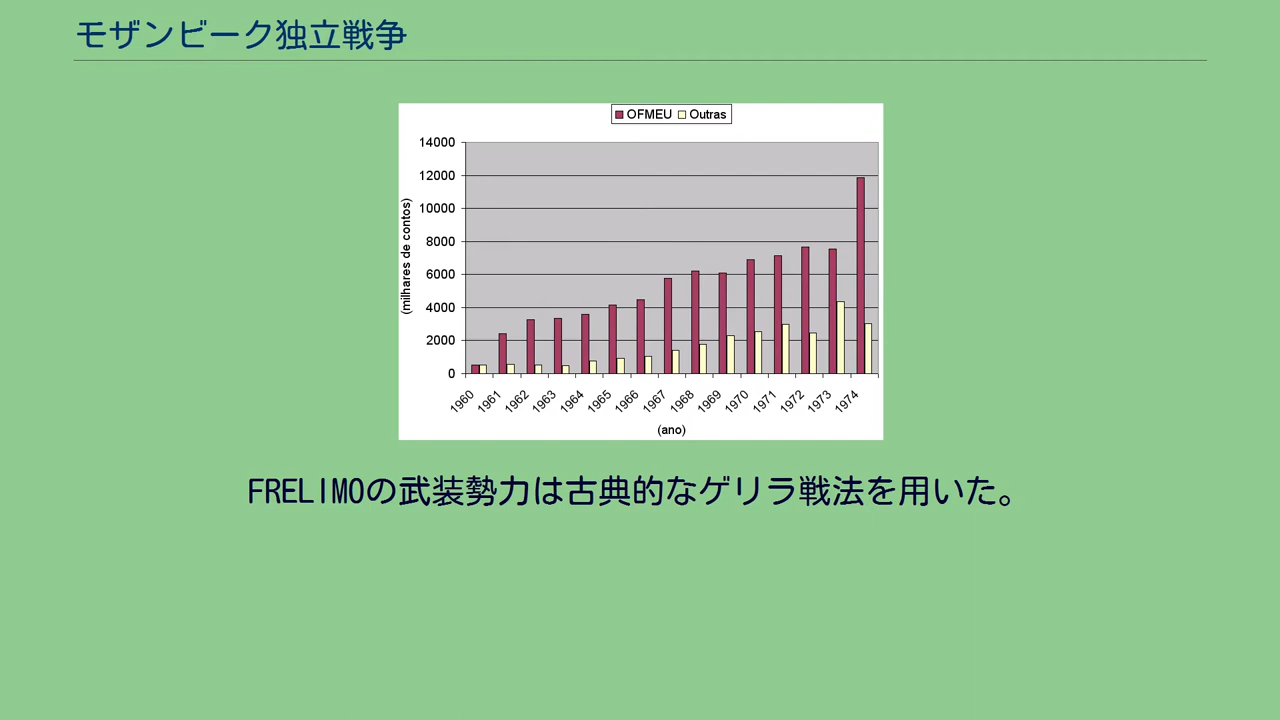 モザンビーク独立戦争
OFMEU Outras
14000
12000
10000
8000
6000
4000
2000
0
(milhares de contos)
1960 1961 1962 1963 1964 1965 1966 1967 1968 1969 1970 1971 1972 1973 1974
(ano)
FRELIMOの武装勢力は古典的なゲリラ戦法を用いた。